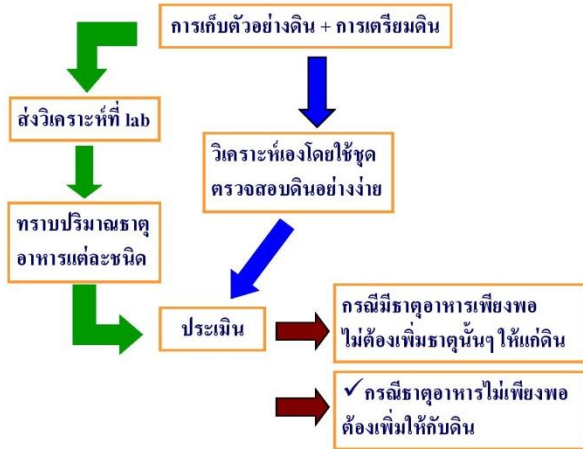 การเก็บตัวอย่างดิน + การเตรียมดิน
ส่งวิเคราะห์ที่ lab
วิเคราะห์เองโดยใช้ชุด
ตรวจสอบดินอย่างง่าย
ทราบปริมาณธาตุ
อาหารแต่ละชนิด
ประเมิน
กรณีมีธาตุอาหารเพียงพอ
ไม่ต้องเพิ่มธาตุนั้นๆ ให้แก่ดิน
✓ กรณีธาตุอาหารไม่เพียงพอ
ต้องเพิ่มให้กับดิน